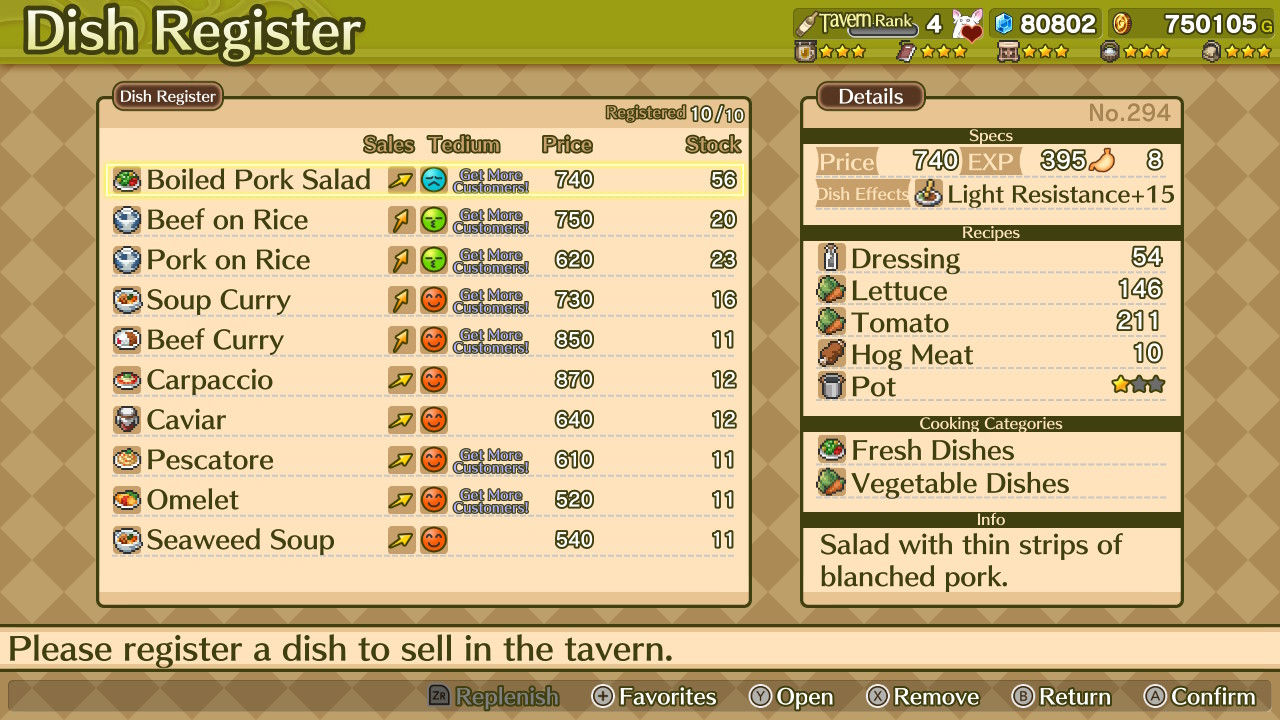 Dish Register
Tavern Rank 4 80802 750105 G
Dish Register
Registered 10/10
Sales Tedium Price Stock
Boiled Pork Salad Get More Customers! 740 56
Beef on Rice Get More Customers! 750 20
Pork on Rice Get More Customers! 620 23
Soup Curry Get More Customers! 730 16
Beef Curry Get More Customers! 850 11
Carpaccio 870 12
Caviar 640 12
Pescatore Get More Customers! 610 11
Omelet Get More Customers! 520 11
Seaweed Soup 540 11
Details
No.294
Specs
Price 740 EXP 395 8
Dish Effects Light Resistance+15
Recipes
Dressing 54
Lettuce 146
Tomato 211
Hog Meat 10
Pot
Cooking Categories
Fresh Dishes
Vegetable Dishes
Info
Salad with thin strips of
blanched pork.
Please register a dish to sell in the tavern.
ZR Replenish + Favorites Y Open X Remove B Return A Confirm